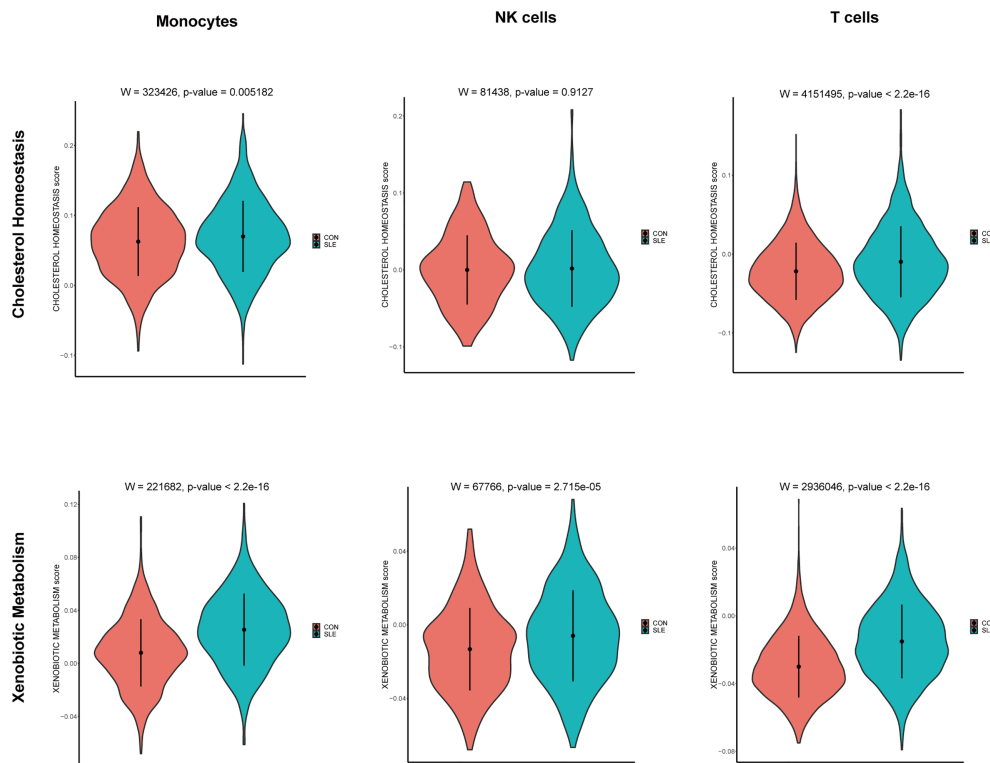 Monocytes
NK cells
T cells
Cholesterol Homeostasis
W = 323426, p-value = 0.005182
CHOLESTEROL HOMEOSTASIS score
0.2
0.1
0.0
−0.1
CON
SLE
W = 81438, p-value = 0.9127
CHOLESTEROL HOMEOSTASIS score
0.2
0.1
0.0
−0.1
CON
SLE
W = 4151495, p-value < 2.2e-16
CHOLESTEROL HOMEOSTASIS score
0.1
0.0
−0.1
CO
SLE
Xenobiotic Metabolism
W = 221682, p-value < 2.2e-16
XENOBIOTIC METABOLISM score
0.12
0.08
0.04
0.00
−0.04
CON
SLE
W = 67766, p-value = 2.715e-05
XENOBIOTIC METABOLISM score
0.04
0.00
−0.04
CON
SLE
W = 2936046, p-value < 2.2e-16
XENOBIOTIC METABOLISM score
0.04
0.00
−0.04
−0.08
CO
SLE